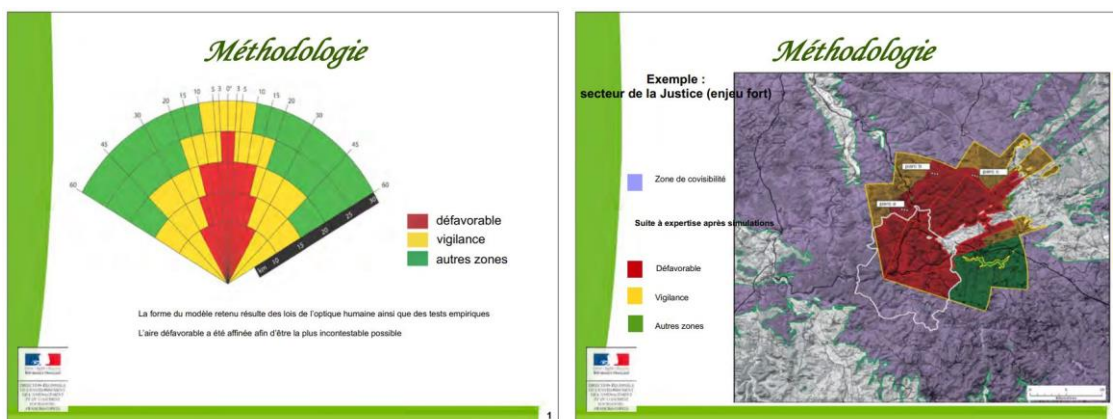 Méthodologie
60
45
30
20
15
10
5
3
0°
3
5
10
15
20
30
45
60
km
10
15
20
25
30
défavorable
vigilance
autres zones
La forme du modèle retenu résulte des lois de l'optique humaine ainsi que des tests empiriques
L'aire défavorable a été affinée afin d'être la plus incontestable possible
1
Méthodologie
Exemple :
secteur de la Justice (enjeu fort)
Zone de covisibilité
Suite à expertise après simulations
Défavorable
Vigilance
Autres zones